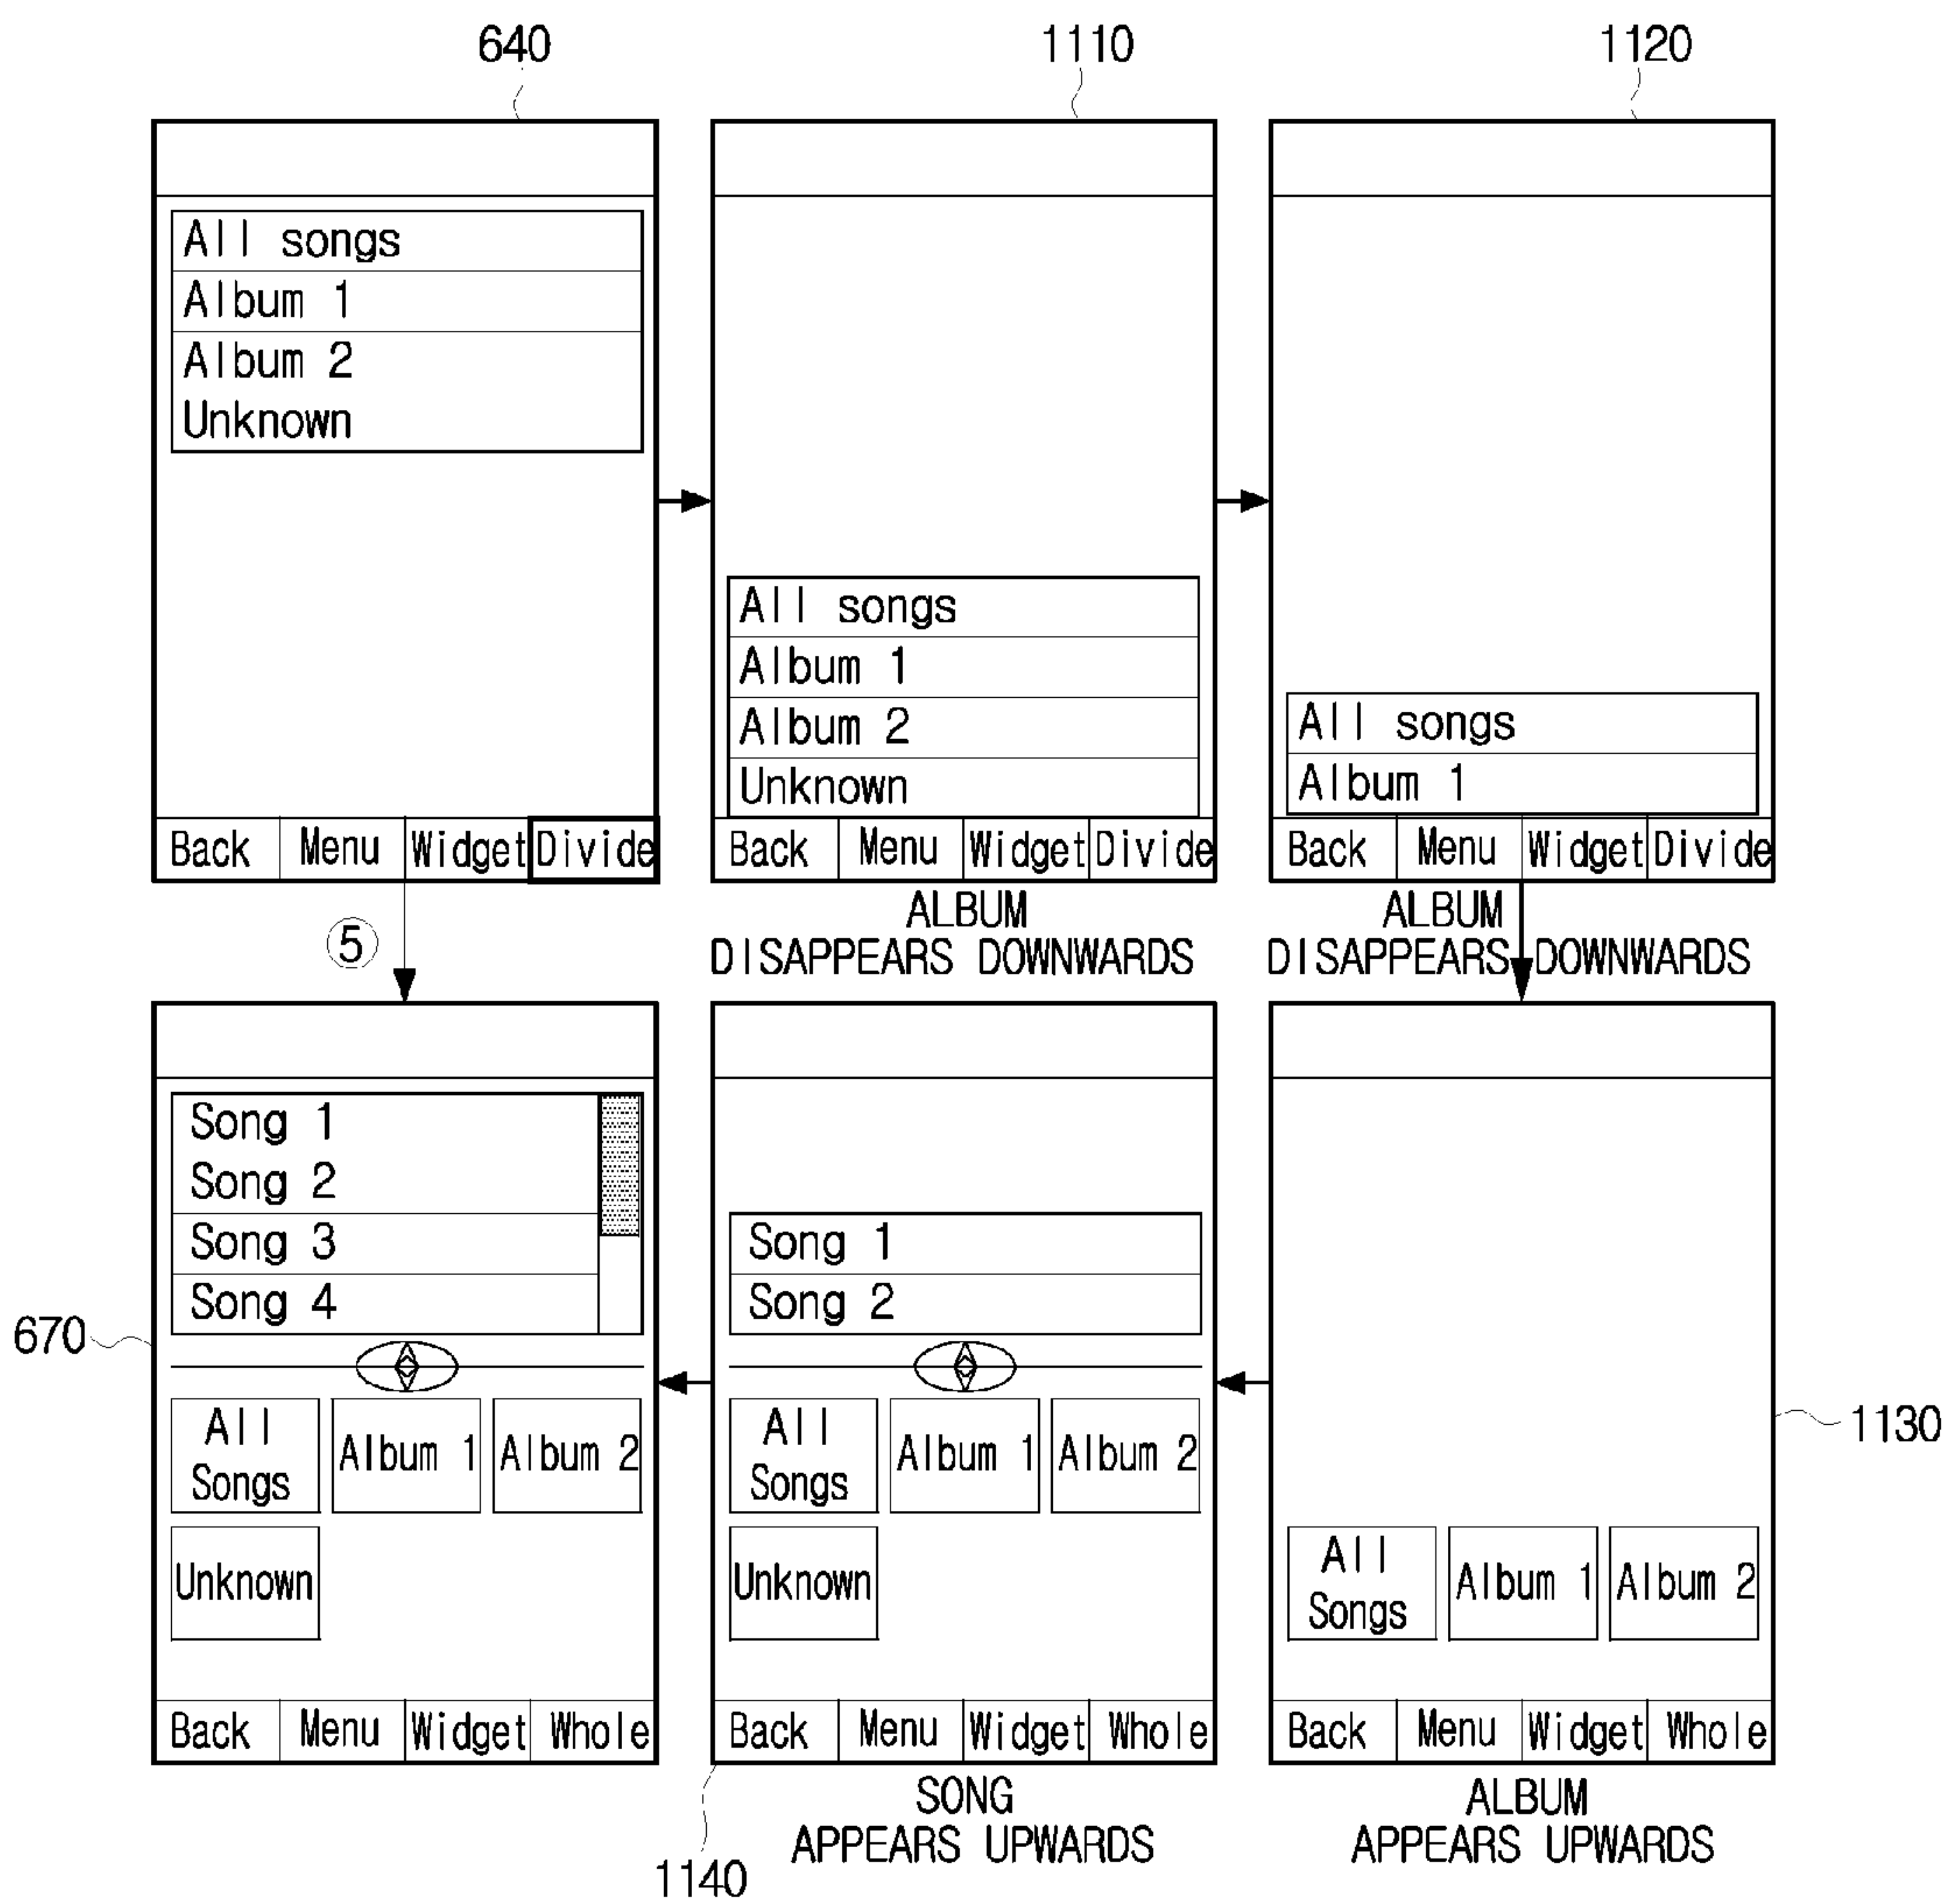 640
1110
1120
All songs
Album 1
Album 2
Unknown
Back Menu Widget Divide
All songs
Album 1
Album 2
Unknown
Back Menu Widget Divide
ALBUM
DISAPPEARS DOWNWARDS
All songs
Album 1
Back Menu Widget Divide
ALBUM
DISAPPEARS DOWNWARDS
5
670
Song 1
Song 2
Song 3
Song 4
All
Songs
Album 1
Album 2
Unknown
Back Menu Widget Whole
Song 1
Song 2
All
Songs
Album 1
Album 2
Unknown
Back Menu Widget Whole
SONG
APPEARS UPWARDS
1140
All
Songs
Album 1
Album 2
Back Menu Widget Whole
ALBUM
APPEARS UPWARDS
1130